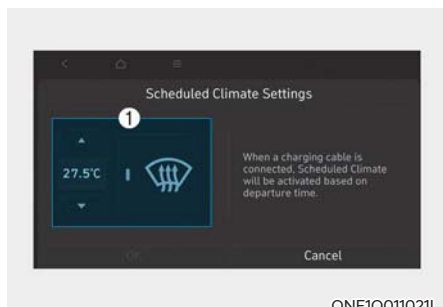 Scheduled Climate Settings
1
27.5°C
When a charging cable is
connected, Scheduled Climate
will be activated based on
departure time.
OK
Cancel
ONE1Q011021L